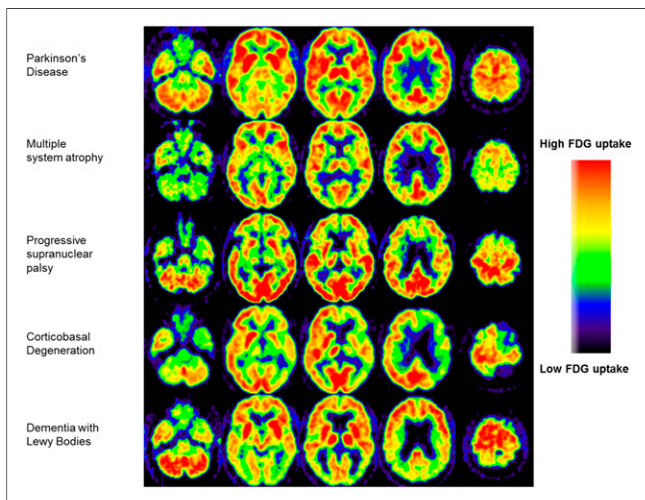 Parkinson's
Disease
High FDG uptake
Multiple
system atrophy
Progressive
supranuclear
palsy
Corticobasal
Degeneration
Low FDG uptake
Dementia with
Lewy Bodies